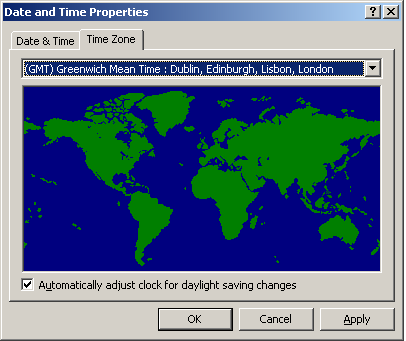 Date and Time Properties
Date & Time
Time Zone
(GMT) Greenwich Mean Time : Dublin, Edinburgh, Lisbon, London
Automatically adjust clock for daylight saving changes
OK
Cancel
Apply